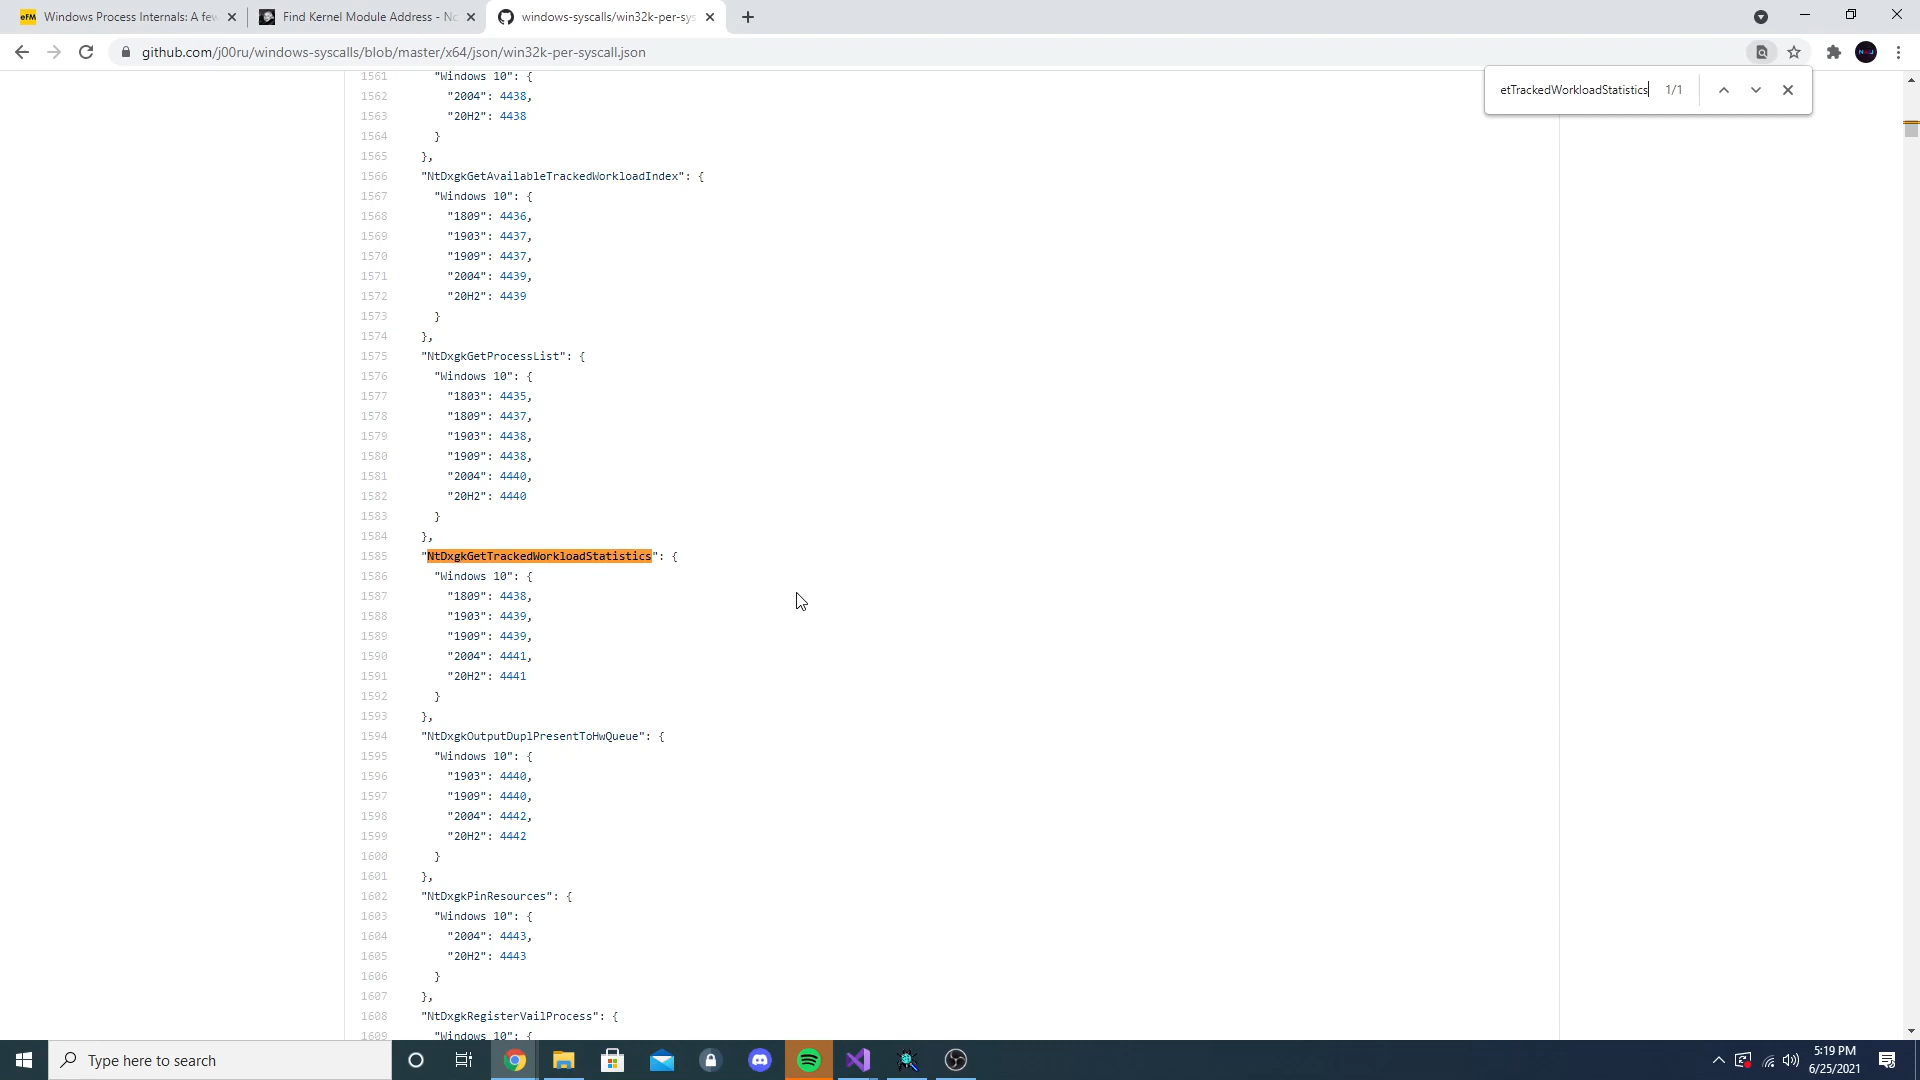 Windows Process Internals: A few
Find Kernel Module Address - No
windows-syscalls/win32k-per-sys
github.com/j00ru/windows-syscalls/blob/master/x64/json/win32k-per-syscall.json
etTrackedWorkloadStatistics 1/1
1561 "Windows 10": {
1562 "2004": 4438,
1563 "20H2": 4438
1564 }
1565 },
1566 "NtDxgkGetAvailableTrackedWorkloadIndex": {
1567 "Windows 10": {
1568 "1809": 4436,
1569 "1903": 4437,
1570 "1909": 4437,
1571 "2004": 4439,
1572 "20H2": 4439
1573 }
1574 },
1575 "NtDxgkGetProcessList": {
1576 "Windows 10": {
1577 "1803": 4435,
1578 "1809": 4437,
1579 "1903": 4438,
1580 "1909": 4438,
1581 "2004": 4440,
1582 "20H2": 4440
1583 }
1584 },
1585 "NtDxgkGetTrackedWorkloadStatistics": {
1586 "Windows 10": {
1587 "1809": 4438,
1588 "1903": 4439,
1589 "1909": 4439,
1590 "2004": 4441,
1591 "20H2": 4441
1592 }
1593 },
1594 "NtDxgkOutputDuplPresentToHwQueue": {
1595 "Windows 10": {
1596 "1903": 4440,
1597 "1909": 4440,
1598 "2004": 4442,
1599 "20H2": 4442
1600 }
1601 },
1602 "NtDxgkPinResources": {
1603 "Windows 10": {
1604 "2004": 4443,
1605 "20H2": 4443
1606 }
1607 },
1608 "NtDxgkRegisterVailProcess": {
1609 "Windows 10": {
Type here to search
5:19 PM
6/25/2021